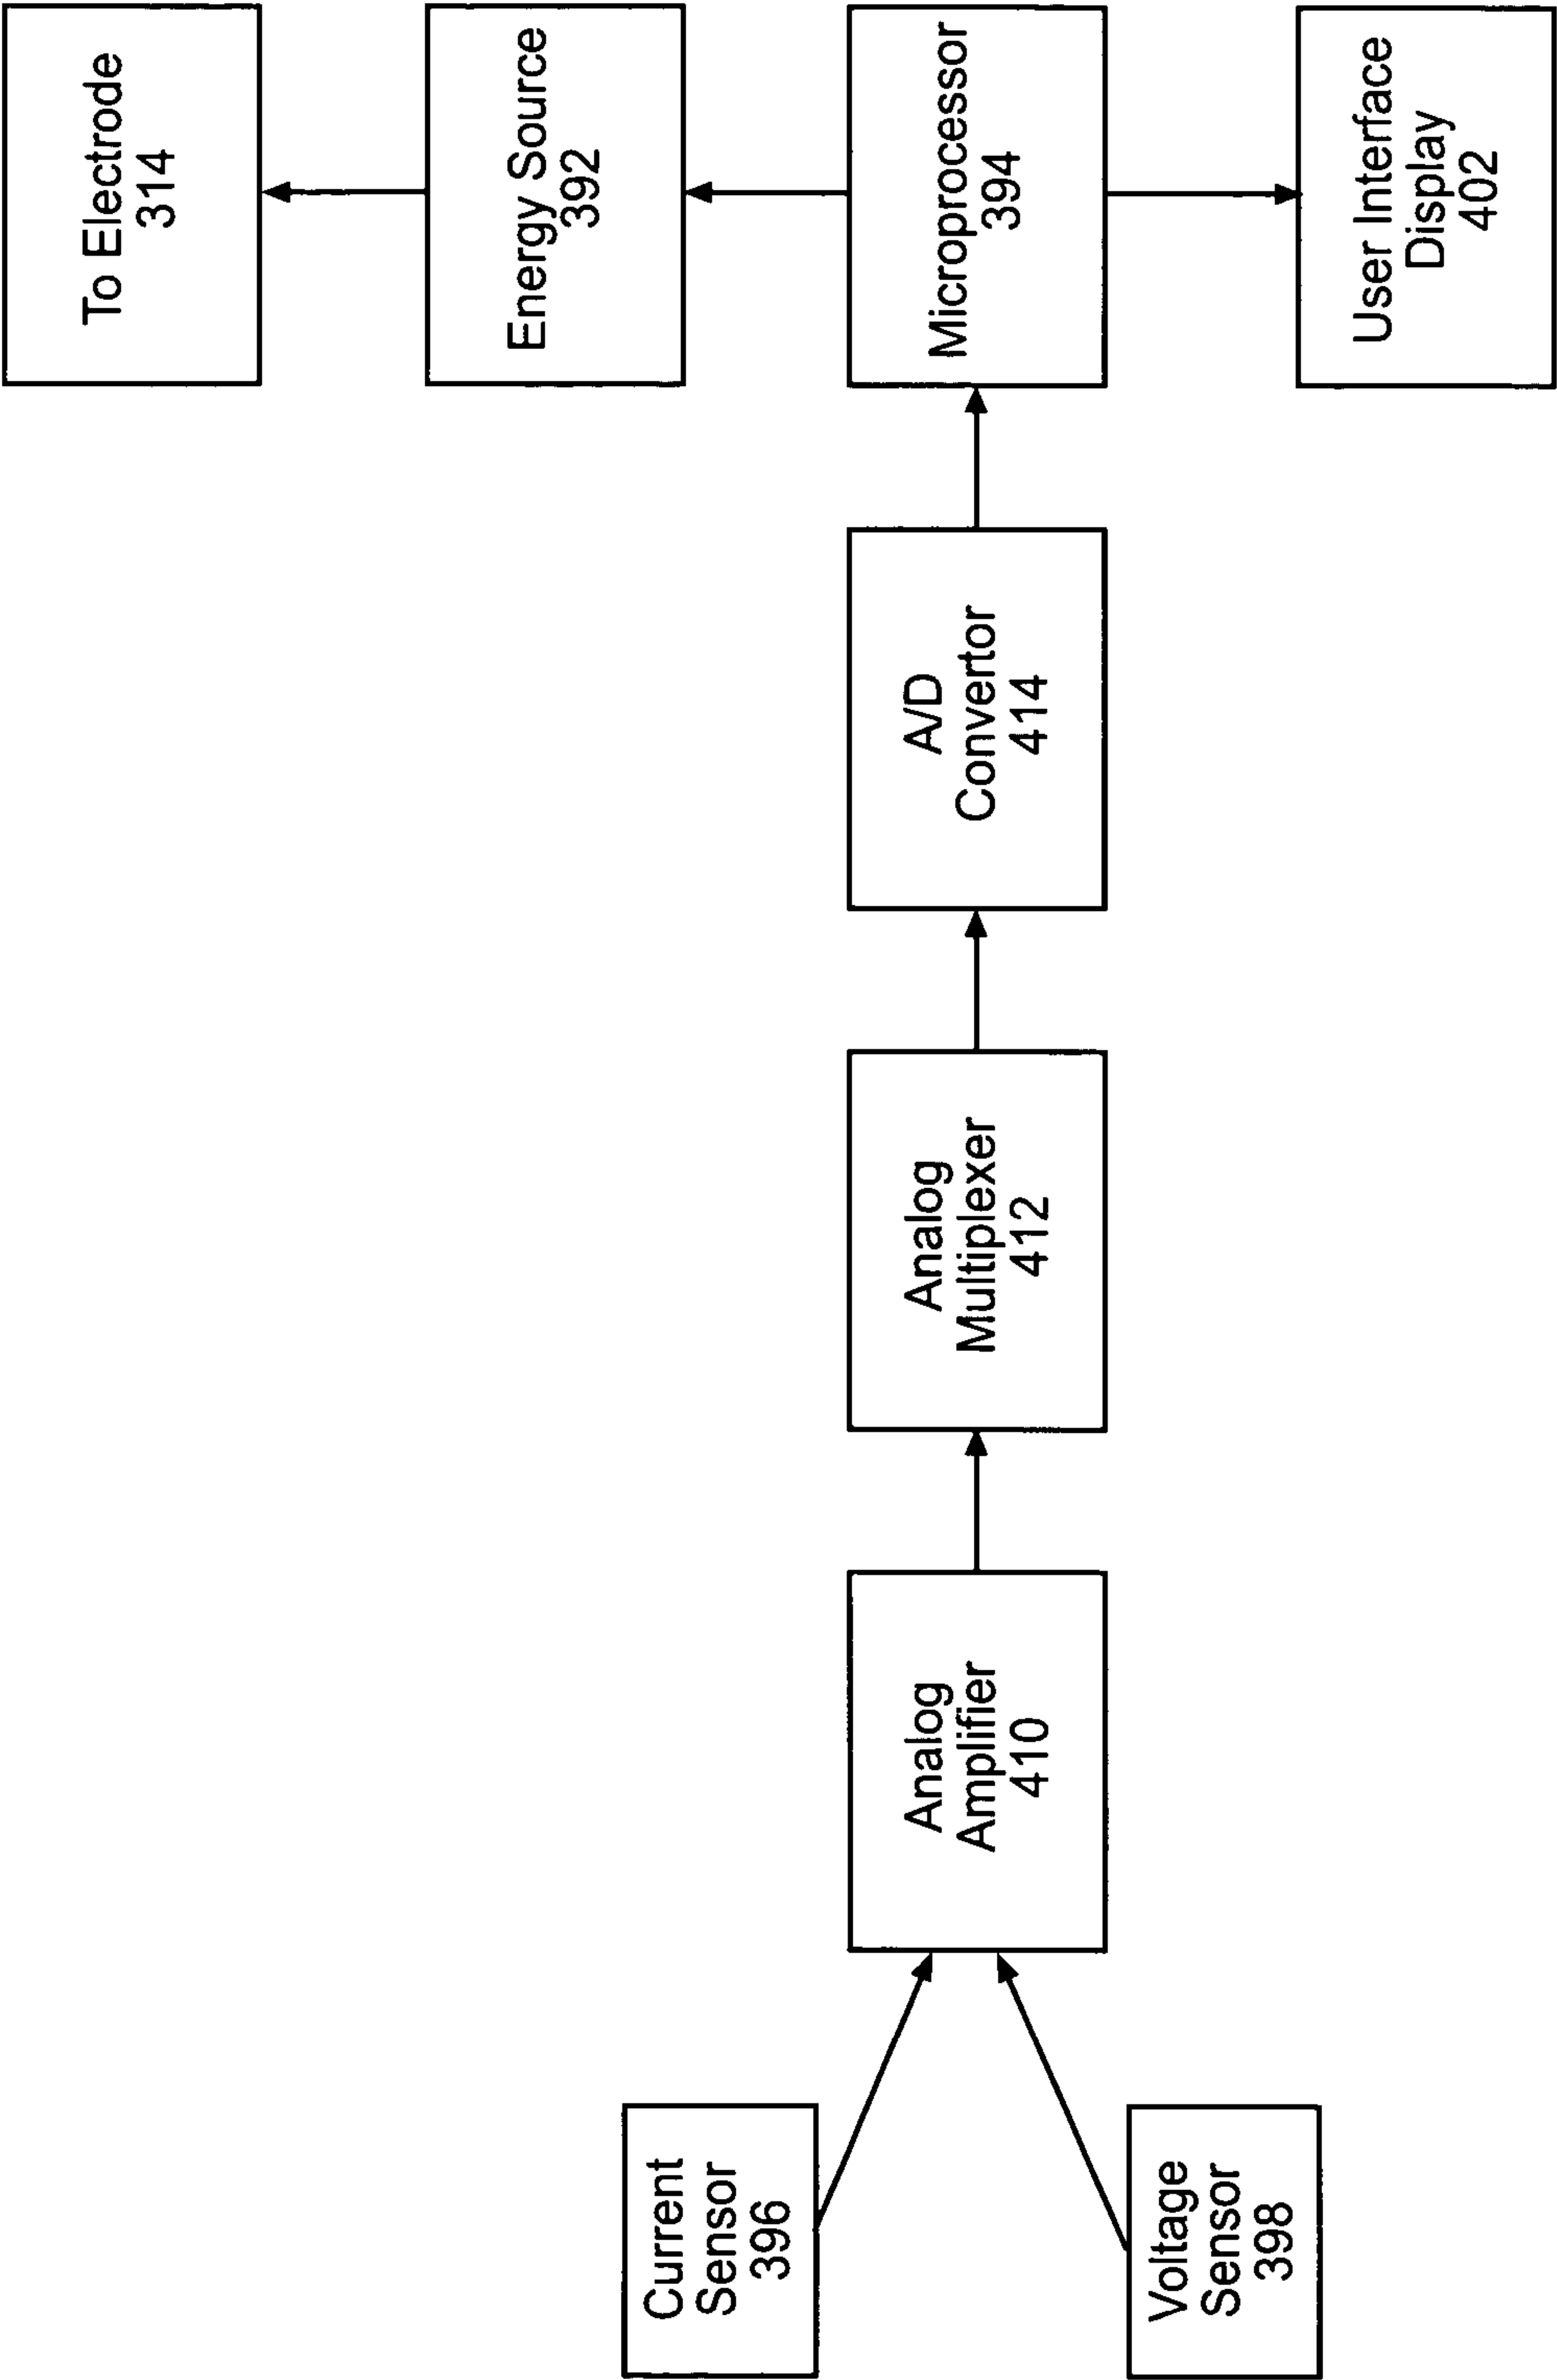 Current
Sensor
396
Voltage
Sensor
398
Analog
Amplifier
410
Analog
Multiplexer
412
A/D
Convertor
414
To Electrode
314
Energy Source
392
Microprocessor
394
User Interface
Display
402